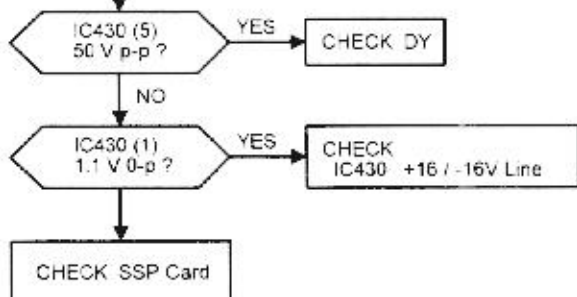 IC430 (5)
50 V p-p ?
YES
CHECK DY
NO
IC430 (1)
1.1 V 0-p ?
YES
CHECK
IC430 +16 / -16V Line
CHECK SSP Card